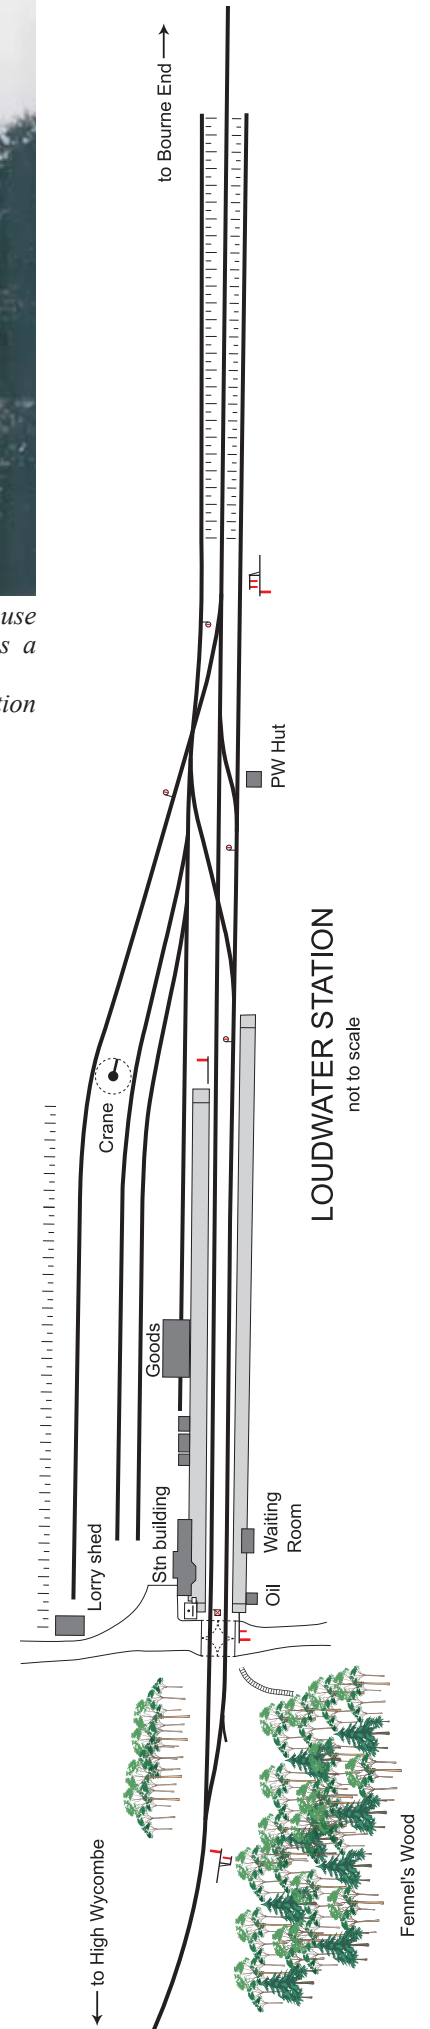 use
s a
tion
to Bourne End →
PW Hut
LOUDWATER STATION
not to scale
Crane
Goods
Stn building
Lorry shed
Waiting
Room
Oil
← to High Wycombe
Fennel's Wood